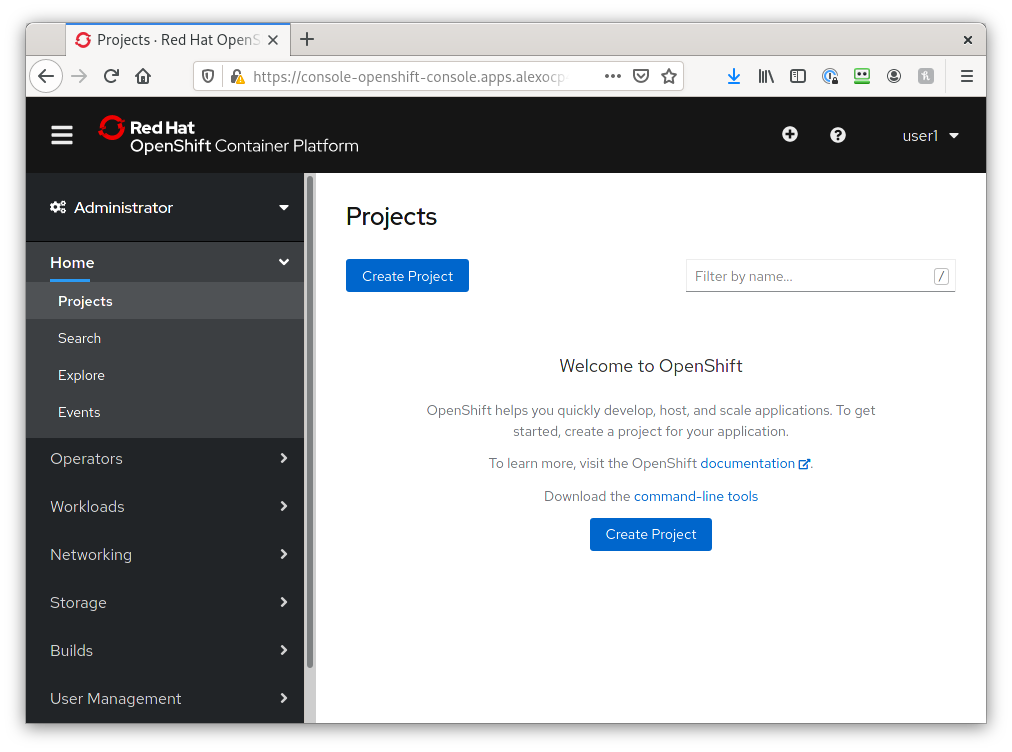 Projects · Red Hat OpenS
https://console-openshift-console.apps.alexocp-
Red Hat
OpenShift Container Platform
user1
Administrator
Home
Projects
Search
Explore
Events
Operators
Workloads
Networking
Storage
Builds
User Management
Projects
Create Project
Filter by name...
/
Welcome to OpenShift
OpenShift helps you quickly develop, host, and scale applications. To get
started, create a project for your application.
To learn more, visit the OpenShift documentation.
Download the command-line tools
Create Project